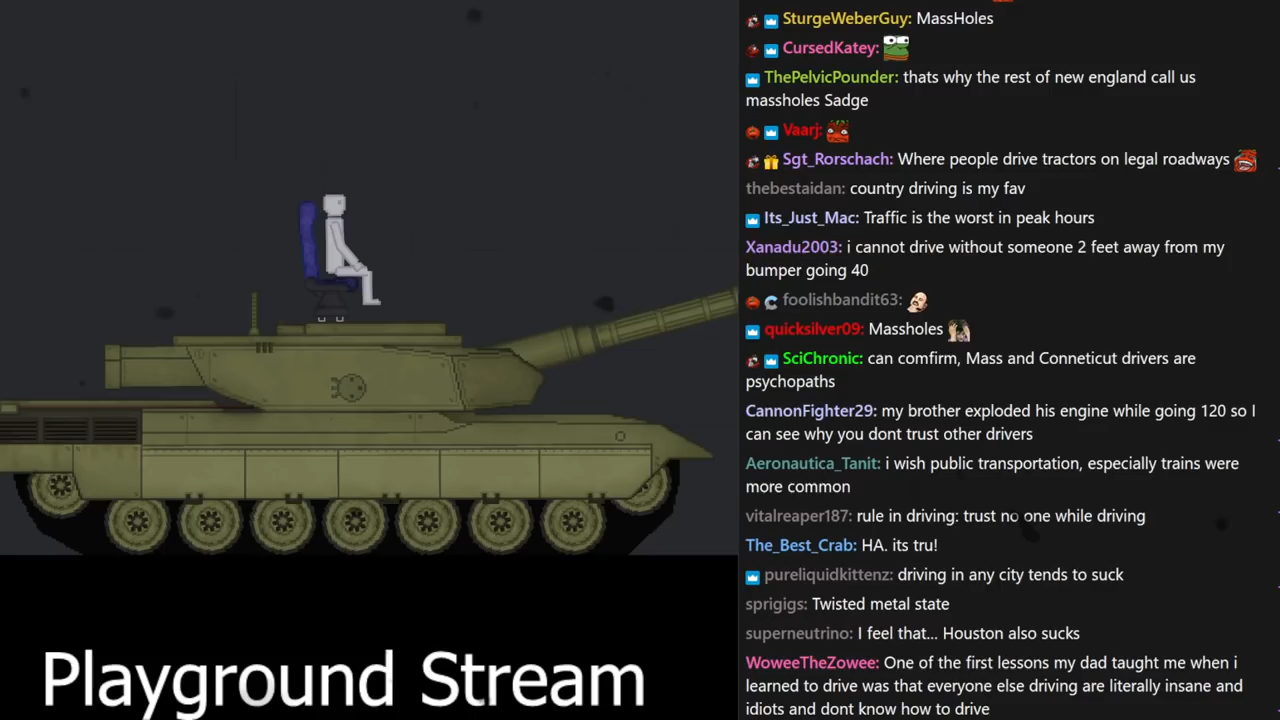 SturgeWeberGuy: MassHoles
CursedKatey:
ThePelvicPounder: thats why the rest of new england call us
massholes Sadge
Vaarj:
Sgt_Rorschach: Where people drive tractors on legal roadways
thebestaidan: country driving is my fav
Its_Just_Mac: Traffic is the worst in peak hours
Xanadu2003: i cannot drive without someone 2 feet away from my
bumper going 40
foolishbandit63:
quicksilver09: Massholes
SciChronic: can comfirm, Mass and Conneticut drivers are
psychopaths
CannonFighter29: my brother exploded his engine while going 120 so I
can see why you dont trust other drivers
Aeronautica_Tanit: i wish public transportation, especially trains were
more common
vitalreaper187: rule in driving: trust no one while driving
The_Best_Crab: HA. its tru!
pureliquidkittenz: driving in any city tends to suck
sprigigs: Twisted metal state
superneutrino: I feel that... Houston also sucks
WoweeTheZowee: One of the first lessons my dad taught me when i
learned to drive was that everyone else driving are literally insane and
idiots and dont know how to drive
Playground Stream